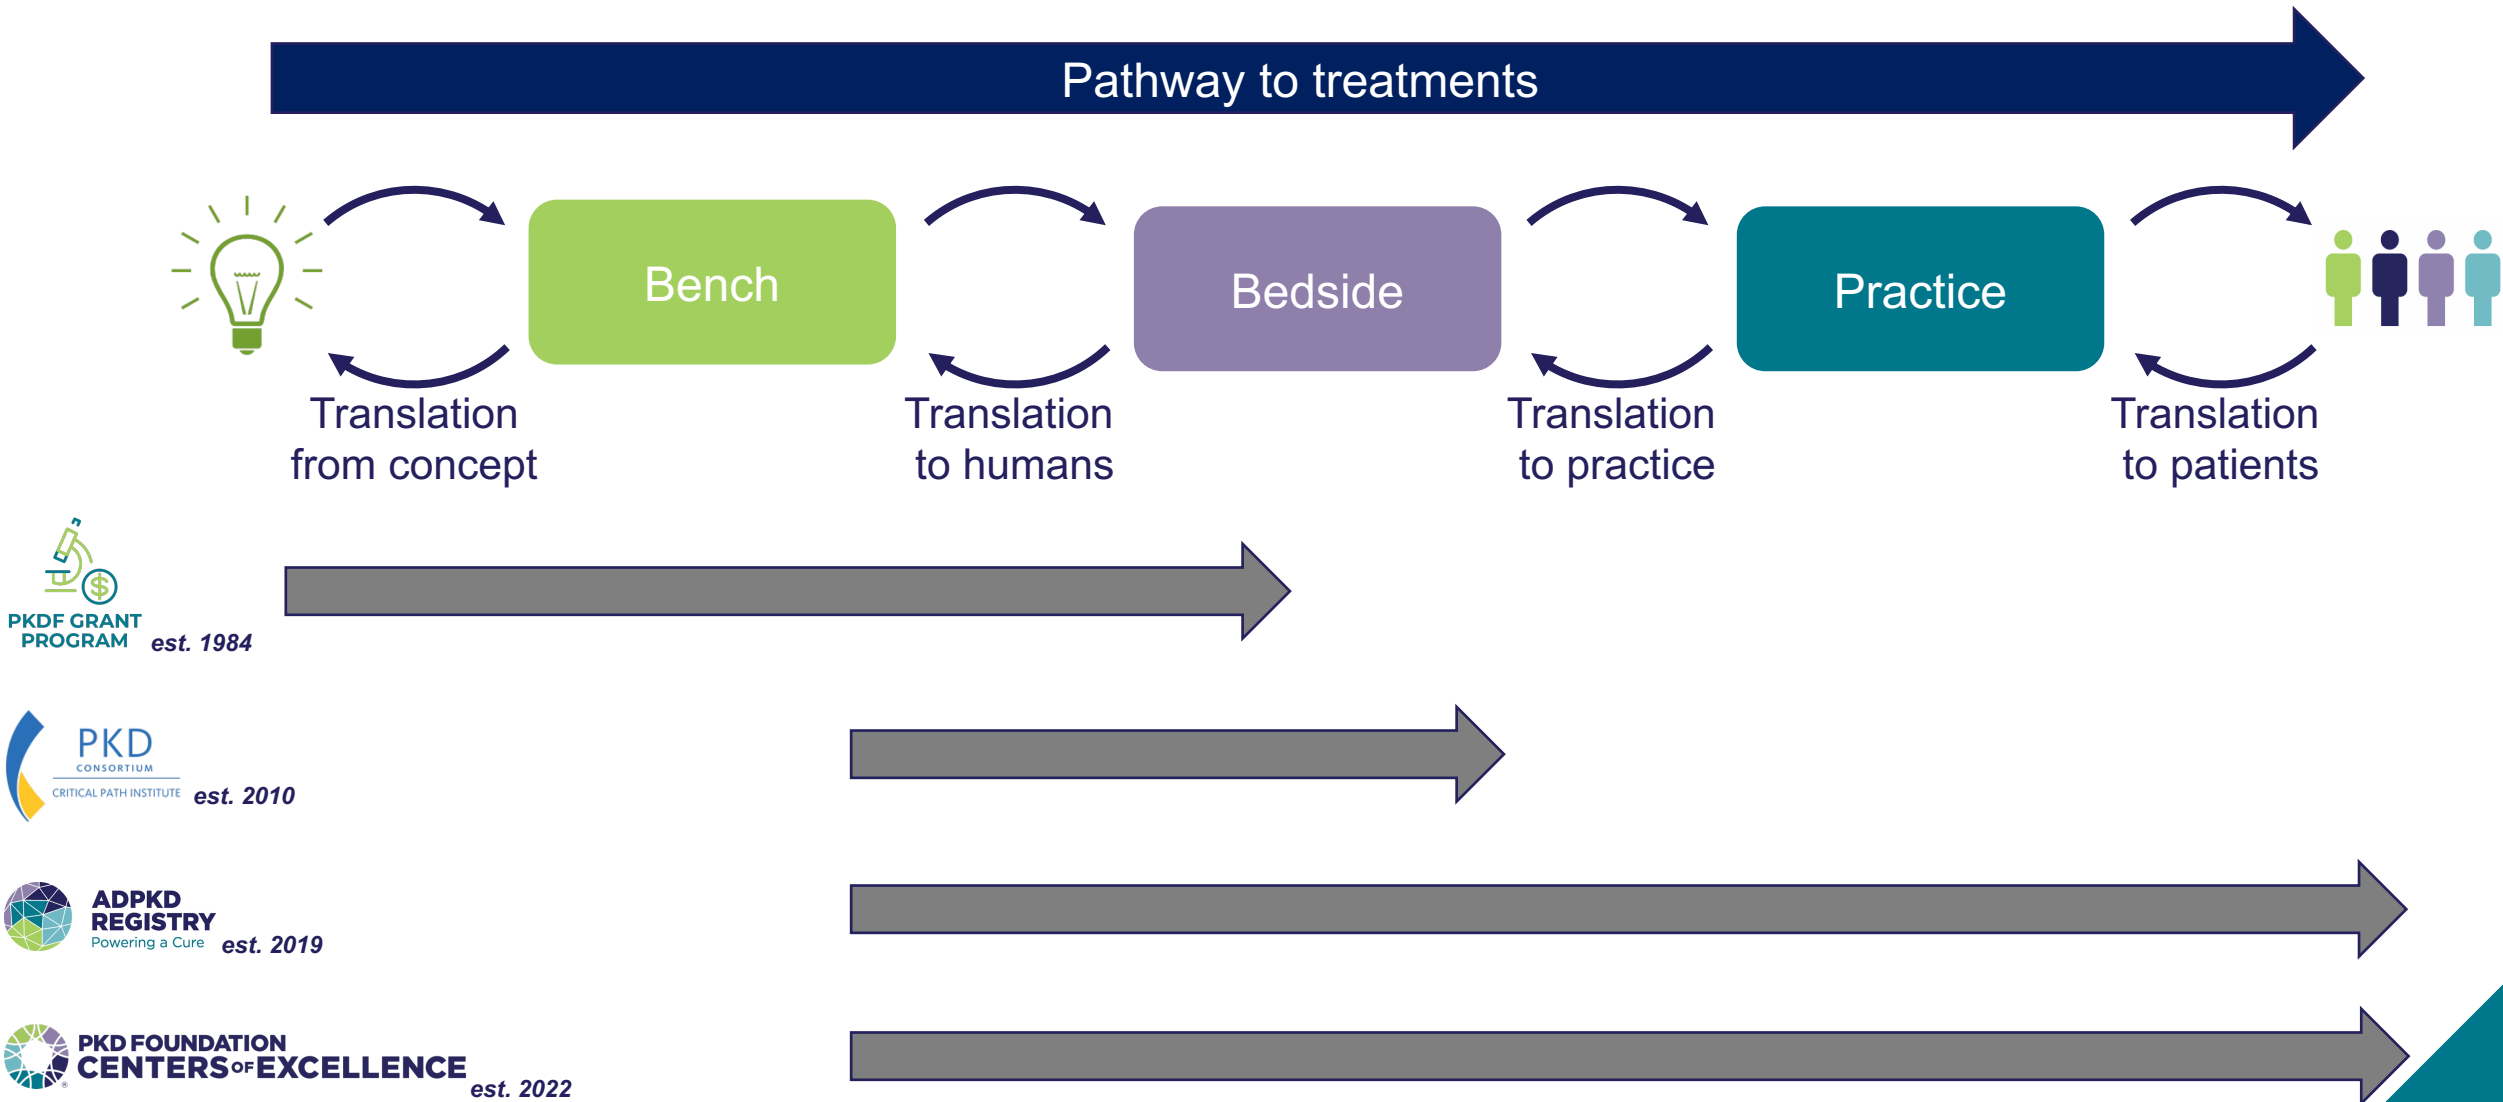 Pathway to treatments
Bench
Bedside
Practice
Translation
from concept
Translation
to humans
Translation
to practice
Translation
to patients
$
PKDF GRANT
PROGRAM
est. 1984
PKD
CONSORTIUM
CRITICAL PATH INSTITUTE
est. 2010
ADPKD
REGISTRY
Powering a Cure
est. 2019
PKD FOUNDATION
CENTERS OF EXCELLENCE
®
est. 2022